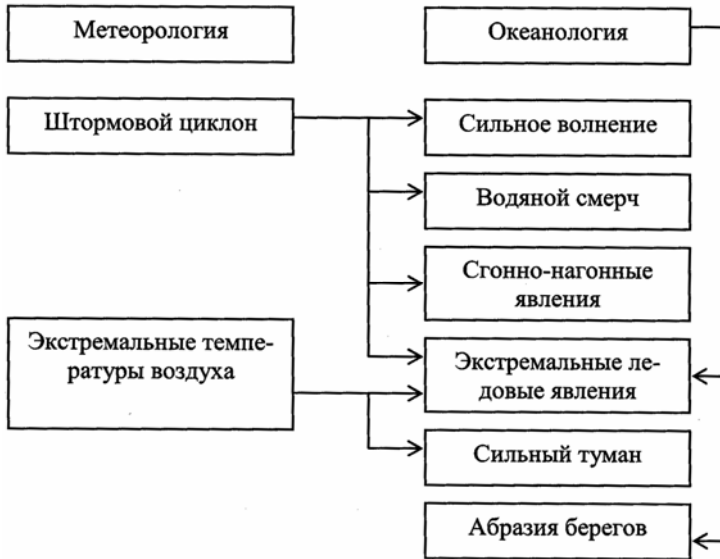 Метеорология
Океанология
Штормовой циклон
Сильное волнение
Водяной смерч
Сгонно-нагонные
явления
Экстремальные темпе-
ратуры воздуха
Экстремальные ле-
довые явления
Сильный туман
Абразия берегов